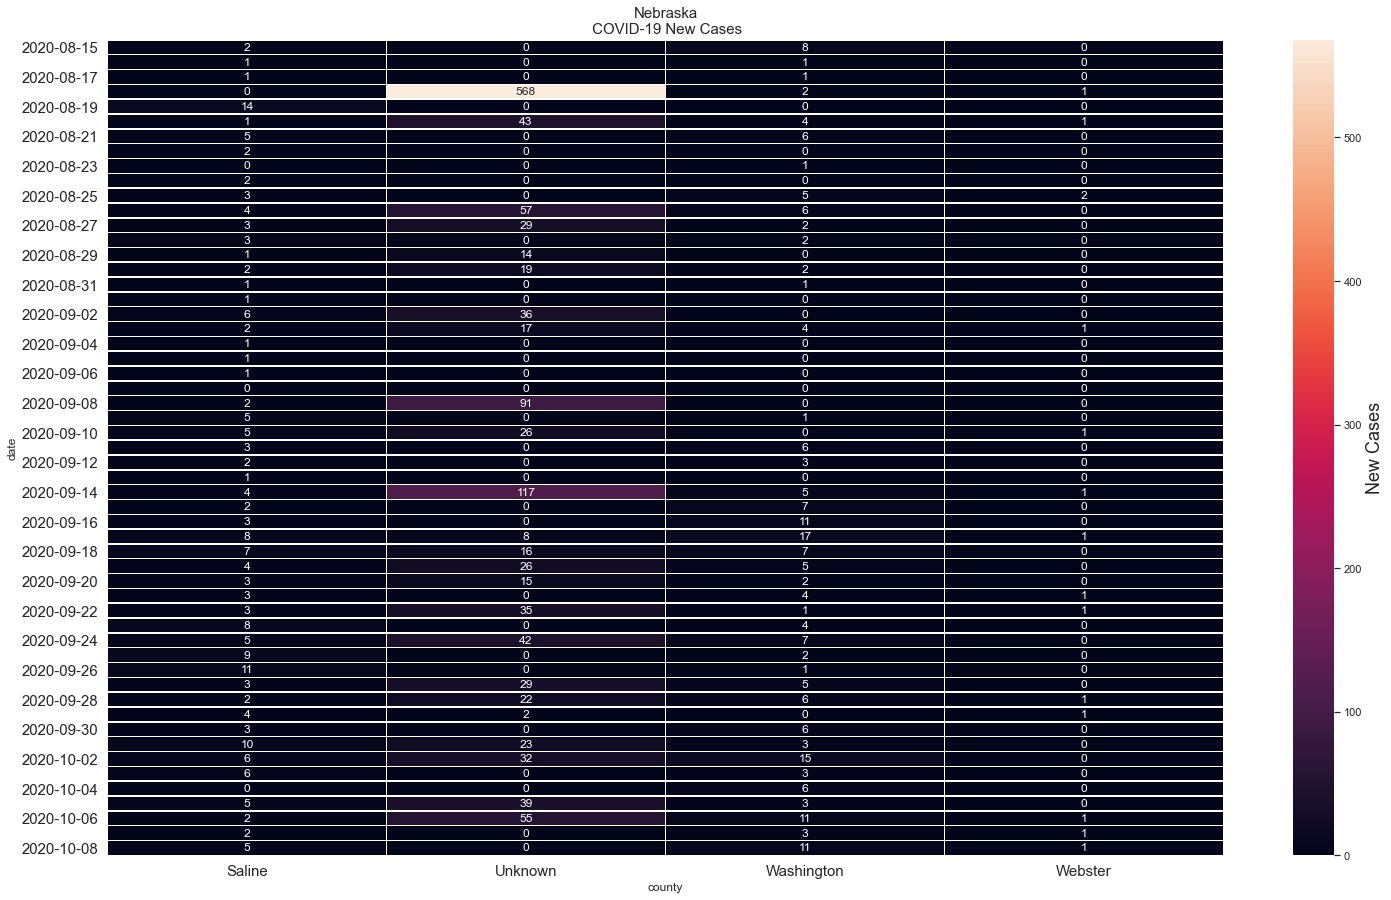 Nebraska
COVID-19 New Cases
2020-08-15 2 0 8 0
1 0 1 0
2020-08-17 1 0 1 0
0 568 2 1
2020-08-19 14 0 0 0
1 43 4 1
2020-08-21 5 0 6 0
2 0 0 0
2020-08-23 0 0 1 0
2 0 0 0
2020-08-25 3 0 5 2
4 57 6 0
2020-08-27 3 29 2 0
3 0 2 0
2020-08-29 1 14 0 0
2 19 2 0
2020-08-31 1 0 1 0
1 0 0 0
2020-09-02 6 36 0 0
2 17 4 1
2020-09-04 1 0 0 0
1 0 0 0
2020-09-06 1 0 0 0
0 0 0 0
2020-09-08 2 91 0 0
5 0 1 0
2020-09-10 5 26 0 1
3 0 6 0
2020-09-12 2 0 3 0
1 0 0 0
2020-09-14 4 117 5 1
2 0 7 0
2020-09-16 3 0 11 0
8 8 17 1
2020-09-18 7 16 7 0
4 26 5 0
2020-09-20 3 15 2 0
3 0 4 1
2020-09-22 3 35 1 1
8 0 4 0
2020-09-24 5 42 7 0
9 0 2 0
2020-09-26 11 0 1 0
3 29 5 0
2020-09-28 2 22 6 1
4 2 0 1
2020-09-30 3 0 6 0
10 23 3 0
2020-10-02 6 32 15 0
6 0 3 0
2020-10-04 0 0 6 0
5 39 3 0
2020-10-06 2 55 11 1
2 0 3 1
2020-10-08 5 0 11 1
Saline Unknown Washington Webster
county
date
500
400
300
200
100
0
New Cases